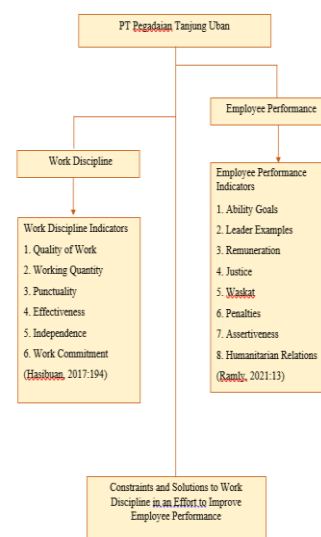 PT Pegadaian Tanjung Uban
Employee Performance
Work Discipline
Employee Performance
Indicators
1. Ability Goals
2. Leader Examples
3. Remuneration
4. Justice
5. Waskat
6. Penalties
7. Assertiveness
8. Humanitarian Relations
(Ramly, 2021:13)
Work Discipline Indicators
1. Quality of Work
2. Working Quantity
3. Punctuality
4. Effectiveness
5. Independence
6. Work Commitment
(Hasibuan, 2017:194)
Constraints and Solutions to Work
Discipline in an Effort to Improve
Employee Performance